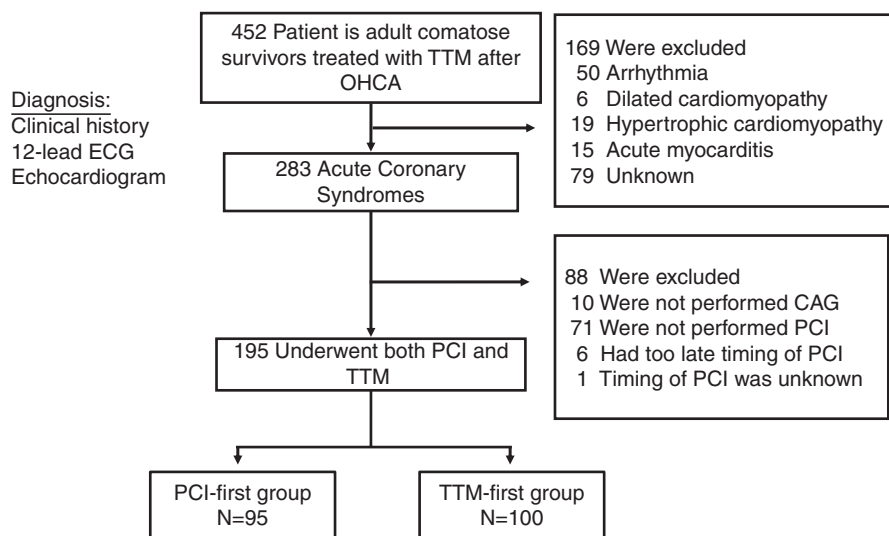 452 Patient is adult comatose
survivors treated with TTM after
OHCA
169 Were excluded
50 Arrhythmia
6 Dilated cardiomyopathy
19 Hypertrophic cardiomyopathy
15 Acute myocarditis
79 Unknown
Diagnosis:
Clinical history
12-lead ECG
Echocardiogram
283 Acute Coronary
Syndromes
88 Were excluded
10 Were not performed CAG
71 Were not performed PCI
6 Had too late timing of PCI
1 Timing of PCI was unknown
195 Underwent both PCI and
TTM
PCI-first group
N=95
TTM-first group
N=100